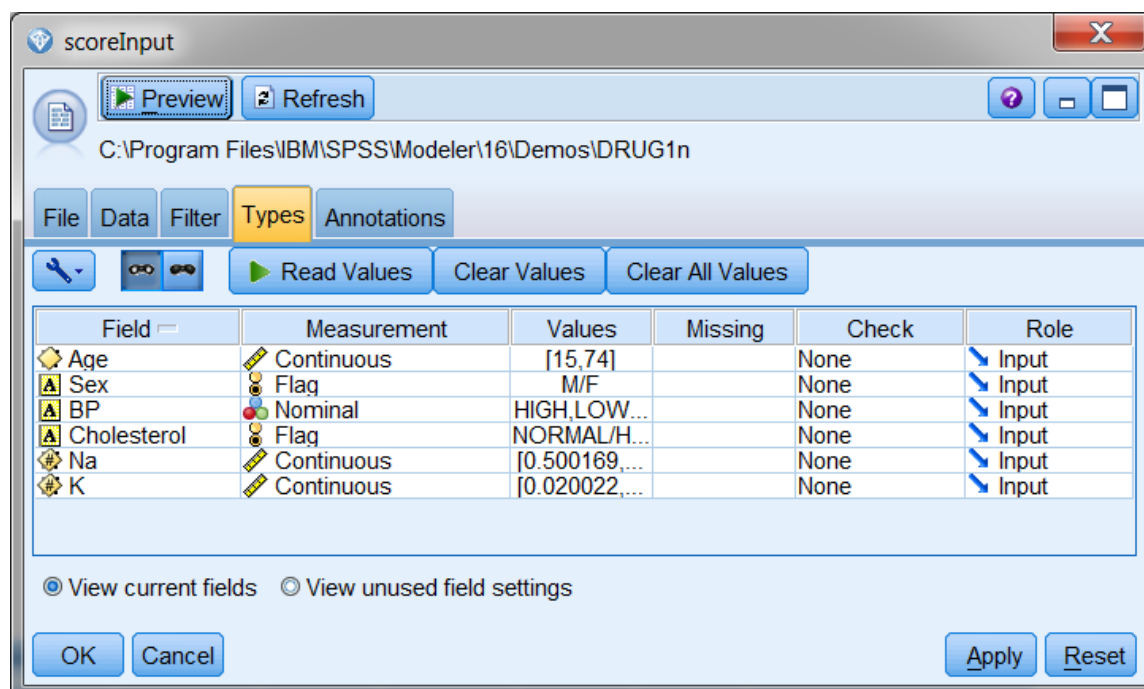 scoreInput
Preview Refresh
C:\Program Files\IBM\SPSS\Modeler\16\Demos\DRUG1n
File Data Filter Types Annotations
Read Values Clear Values Clear All Values
Field Measurement Values Missing Check Role
Age Continuous [15,74] None Input
A Sex Flag M/F None Input
A BP Nominal HIGH,LOW... None Input
A Cholesterol Flag NORMAL/H... None Input
# Na Continuous [0.500169,... None Input
# K Continuous [0.020022,... None Input
View current fields View unused field settings
OK Cancel Apply Reset